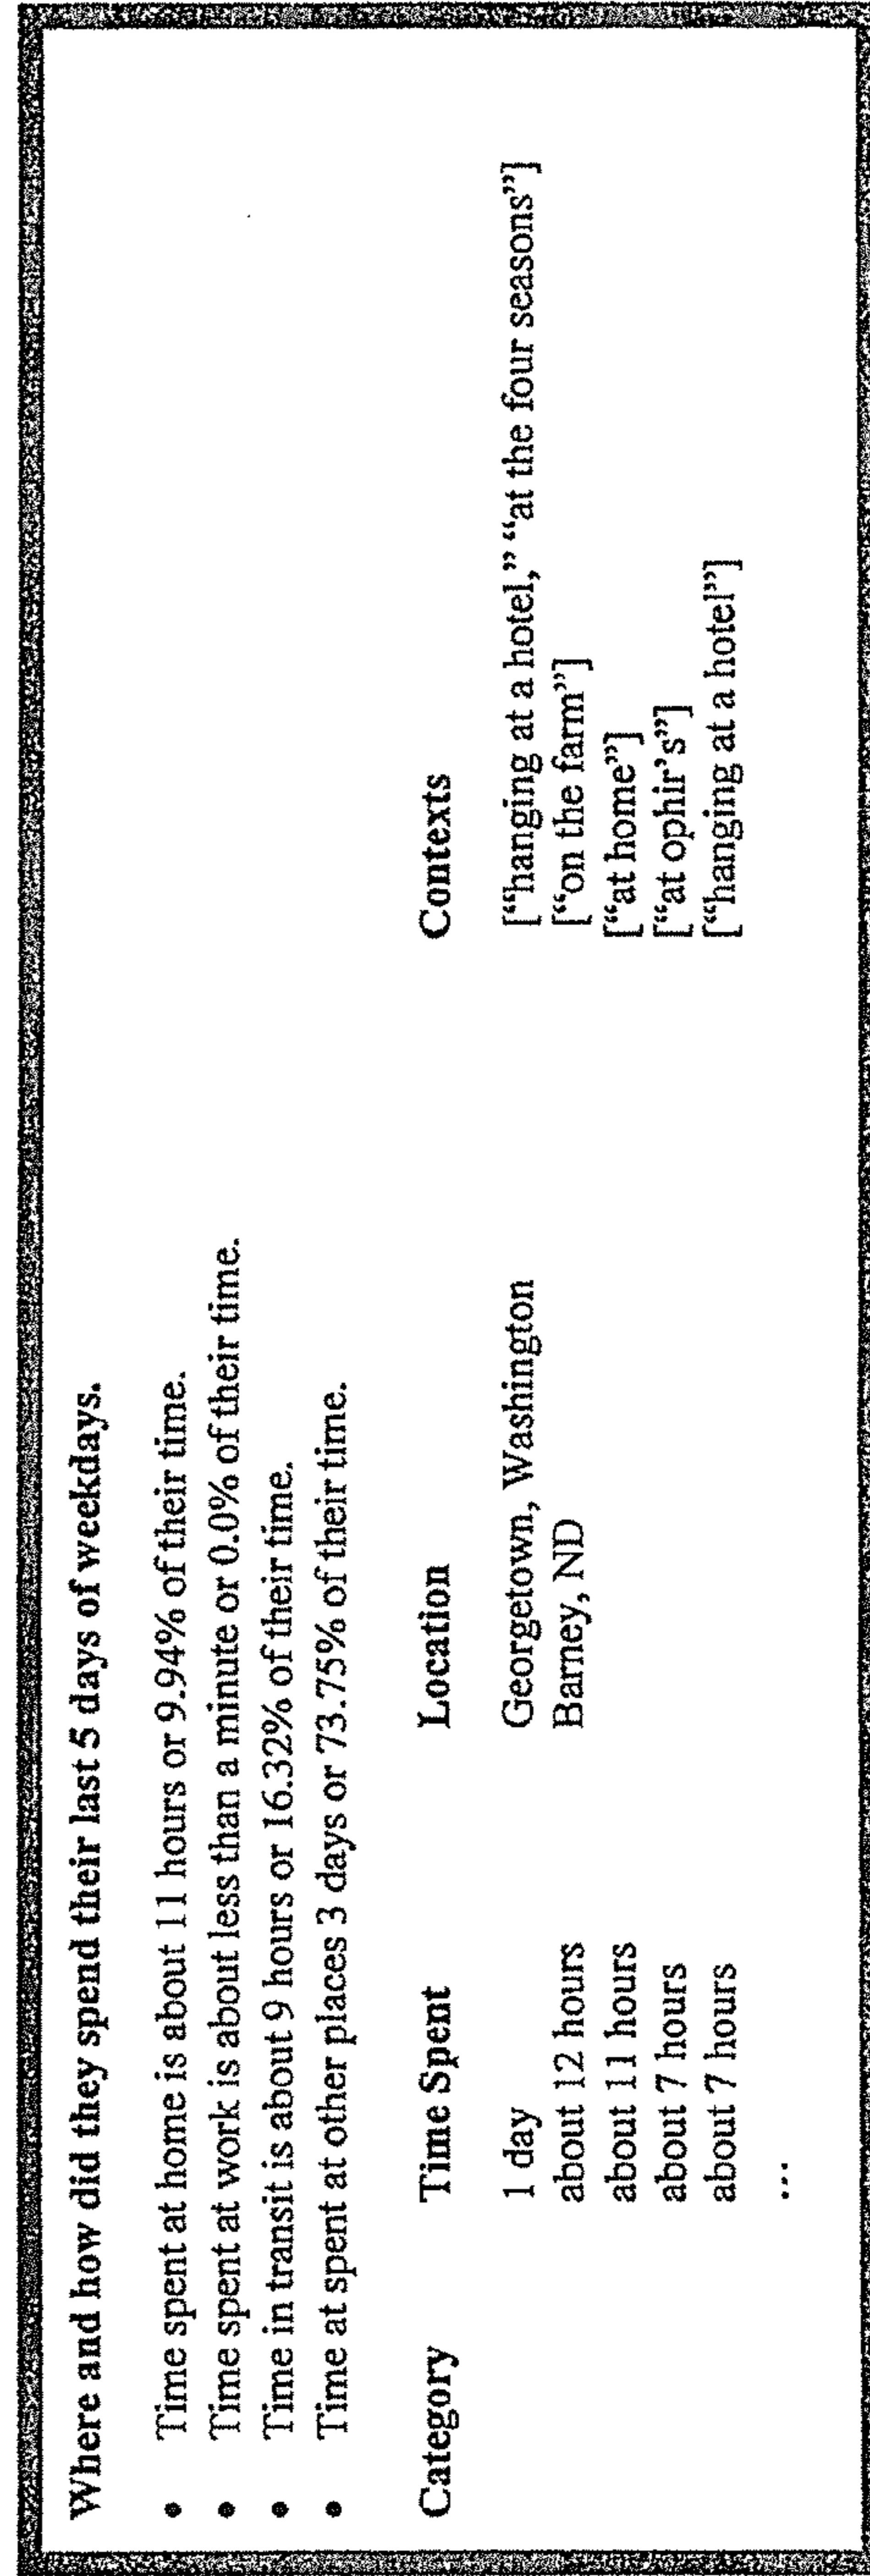 Where and how did they spend their last 5 days of weekdays.
• Time spent at home is about 11 hours or 9.94% of their time.
• Time spent at work is about less than a minute or 0.0% of their time.
• Time in transit is about 9 hours or 16.32% of their time.
• Time at spent at other places 3 days or 73.75% of their time.
Category Time Spent Location Contexts
1 day Georgetown, Washington [“hanging at a hotel,” “at the four seasons”]
about 12 hours Barney, ND [“on the farm”]
about 11 hours [“at home”]
about 7 hours [“at ophir’s”]
about 7 hours [“hanging at a hotel”]
...